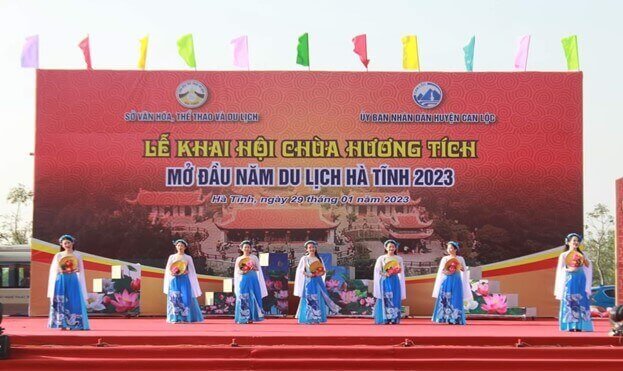 SỞ VĂN HÓA, THỂ THAO VÀ DU LỊCH
ỦY BAN NHÂN DÂN HUYỆN CAN LỘC
LỄ KHAI HỘI CHÙA HƯƠNG TÍCH
MỞ ĐẦU NĂM DU LỊCH HÀ TĨNH 2023
Hà Tĩnh, ngày 29 tháng 01 năm 2023